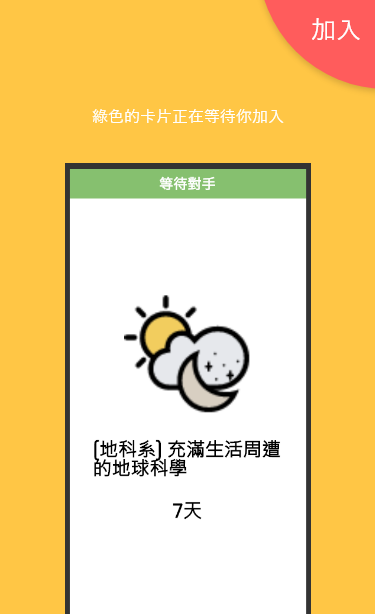 加入
綠色的卡片正在等待你加入
等待對手
[地科系] 充滿生活周遭
的地球科學
7天